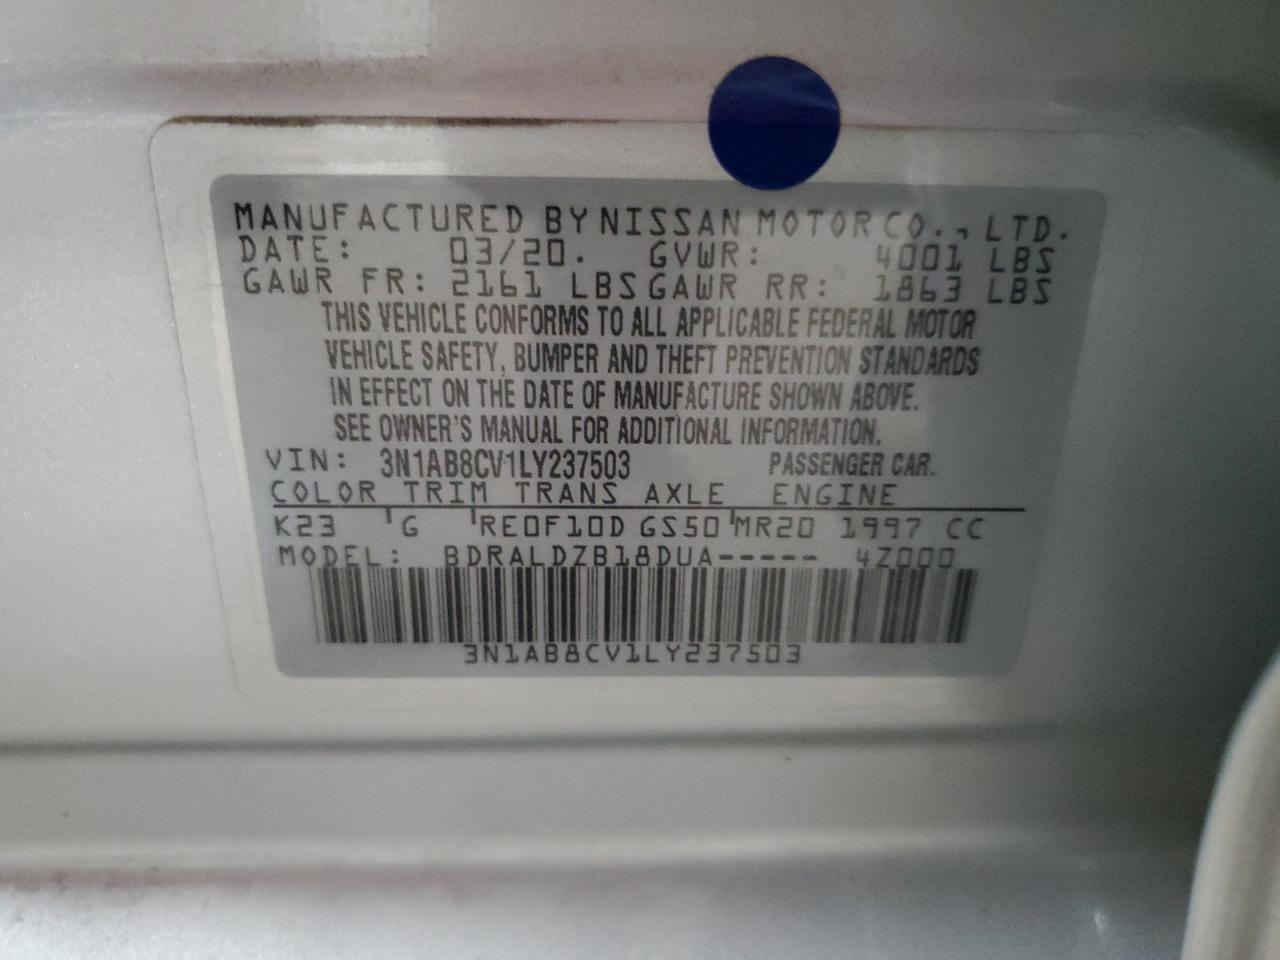 MANUFACTURED BY NISSAN MOTOR CO., LTD.
DATE: 03/20. GVWR: 4001 LBS
GAWR FR: 2161 LBS GAWR RR: 1863 LBS
THIS VEHICLE CONFORMS TO ALL APPLICABLE FEDERAL MOTOR
VEHICLE SAFETY, BUMPER AND THEFT PREVENTION STANDARDS
IN EFFECT ON THE DATE OF MANUFACTURE SHOWN ABOVE.
SEE OWNER'S MANUAL FOR ADDITIONAL INFORMATION.
VIN: 3N1AB8CV1LY237503 PASSENGER CAR.
COLOR TRIM TRANS AXLE ENGINE
K23 G RE0F10D GS50 MR20 1997 CC
MODEL: BDRALDZB18DUA----- 4Z000
3N1AB8CV1LY237503